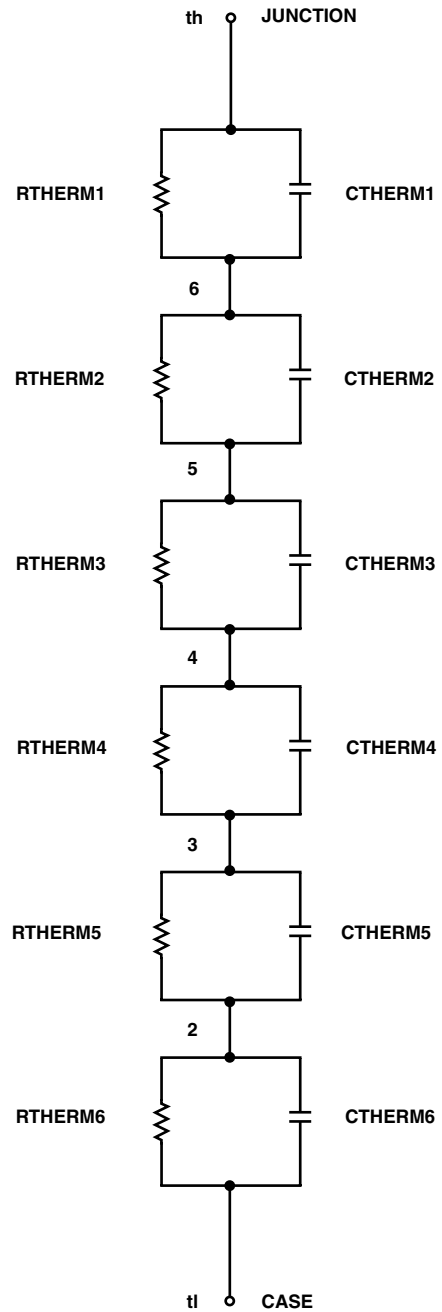 th JUNCTION
RTHERM1 CTHERM1
6
RTHERM2 CTHERM2
5
RTHERM3 CTHERM3
4
RTHERM4 CTHERM4
3
RTHERM5 CTHERM5
2
RTHERM6 CTHERM6
tl CASE